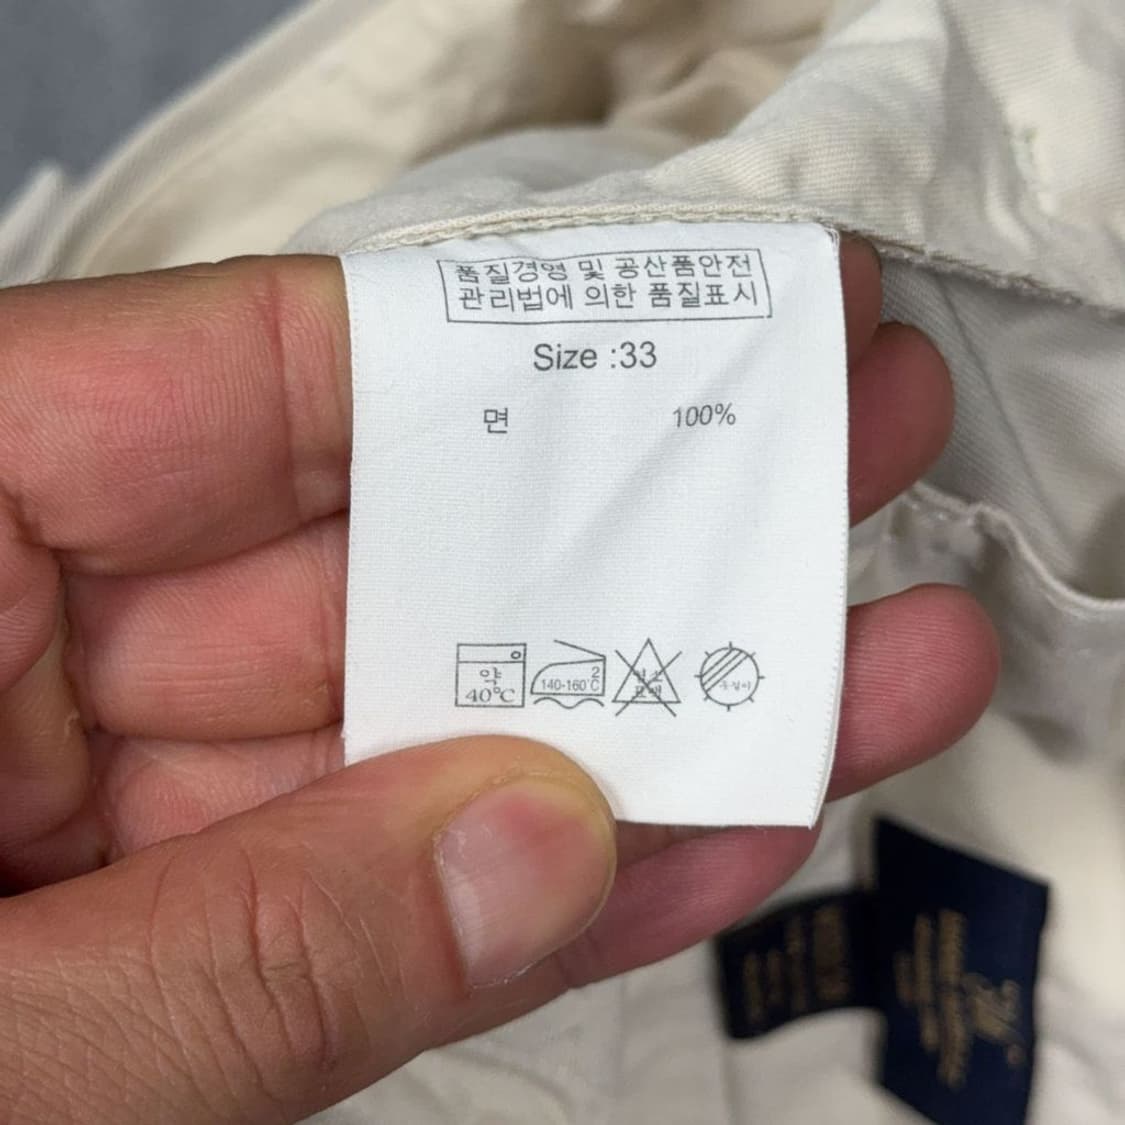 품질경영 및 공산품안전
관리법에 의한 품질표시
Size :33
면 100%
약
40℃
2
140-160℃